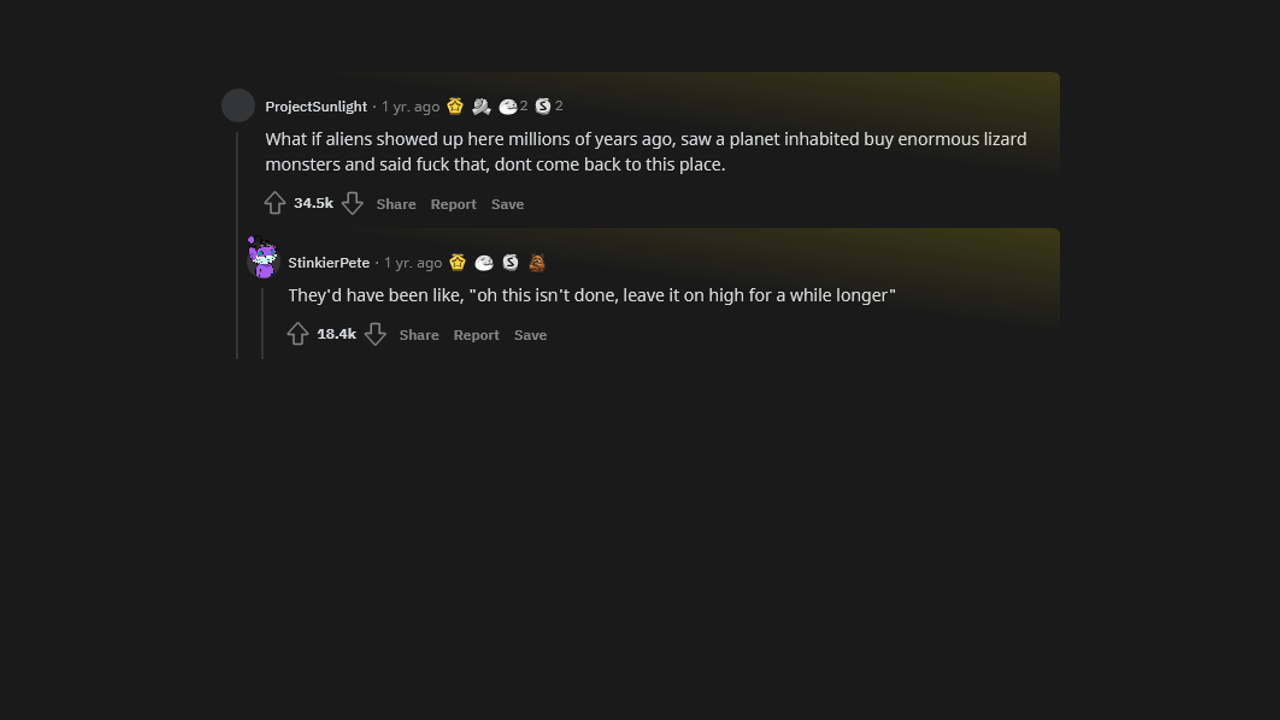 ProjectSunlight · 1 yr. ago 2 S 2
What if aliens showed up here millions of years ago, saw a planet inhabited buy enormous lizard
monsters and said fuck that, dont come back to this place.
34.5k Share Report Save
StinkierPete · 1 yr. ago S
They'd have been like, "oh this isn't done, leave it on high for a while longer"
18.4k Share Report Save